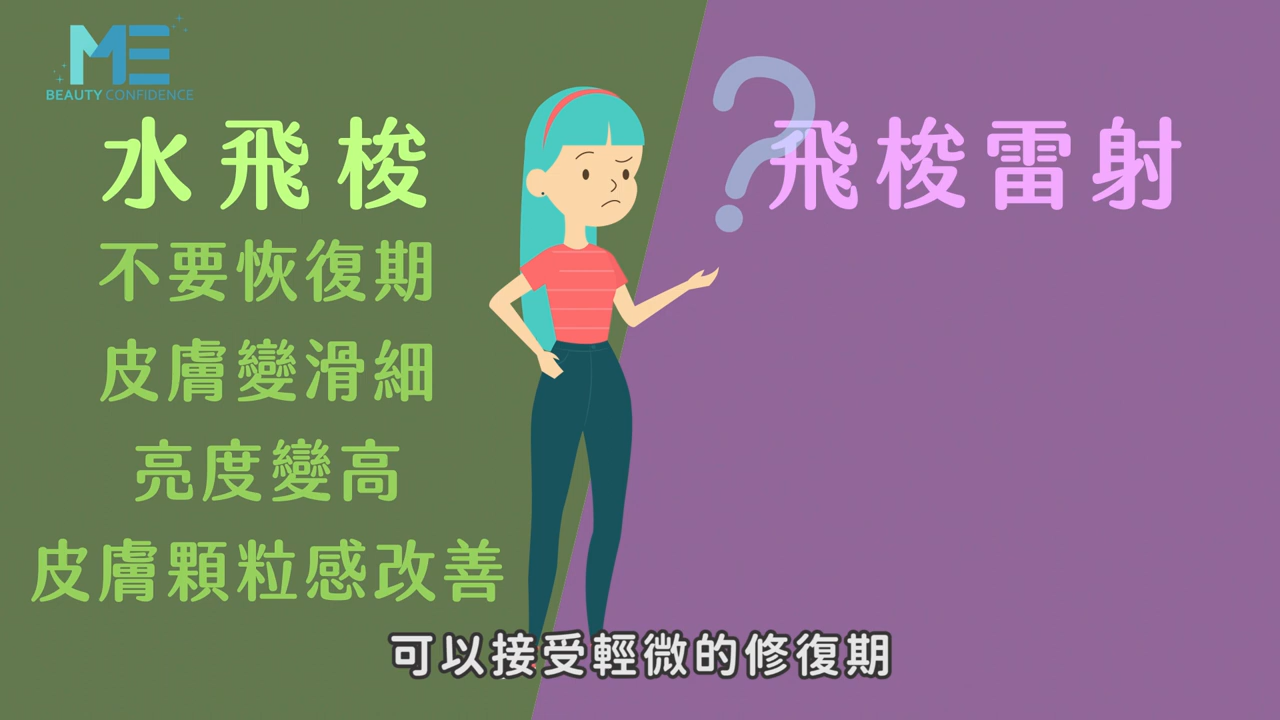 ME
BEAUTY CONFIDENCE
水飛梭
不要恢復期
皮膚變滑細
亮度變高
皮膚顆粒感改善
?
飛梭雷射
可以接受輕微的修復期